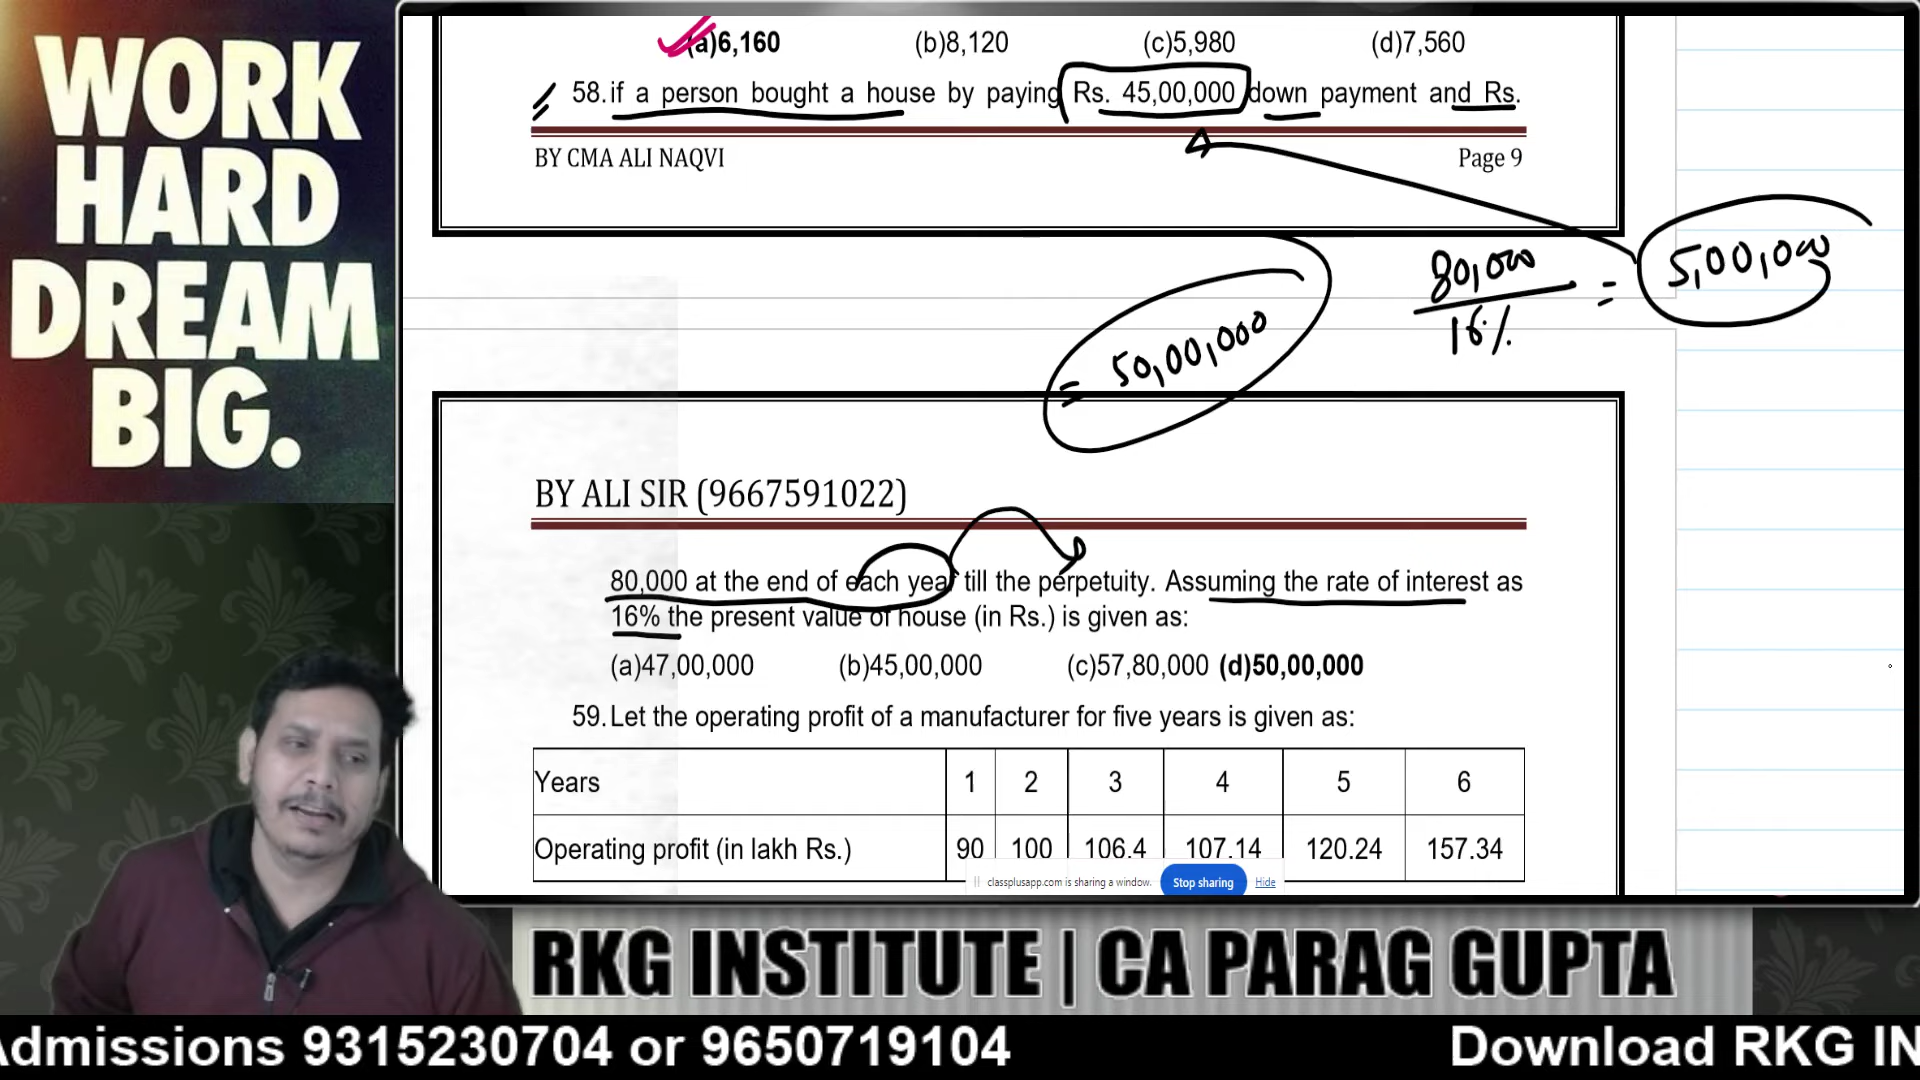 WORK
HARD
DREAM
BIG.
(a)6,160 (b)8,120 (c)5,980 (d)7,560
58. if a person bought a house by paying Rs. 45,00,000 down payment and Rs.
BY CMA ALI NAQVI Page 9
80,000
16% = 5,00,000
= 50,00,000
BY ALI SIR (9667591022)
80,000 at the end of each year till the perpetuity. Assuming the rate of interest as
16% the present value of house (in Rs.) is given as:
(a)47,00,000 (b)45,00,000 (c)57,80,000 (d)50,00,000
59. Let the operating profit of a manufacturer for five years is given as:
Years 1 2 3 4 5 6
Operating profit (in lakh Rs.) 90 100 106.4 107.14 120.24 157.34
classplusapp.com is sharing a window. Stop sharing Hide
RKG INSTITUTE | CA PARAG GUPTA
Admissions 9315230704 or 9650719104 Download RKG IN